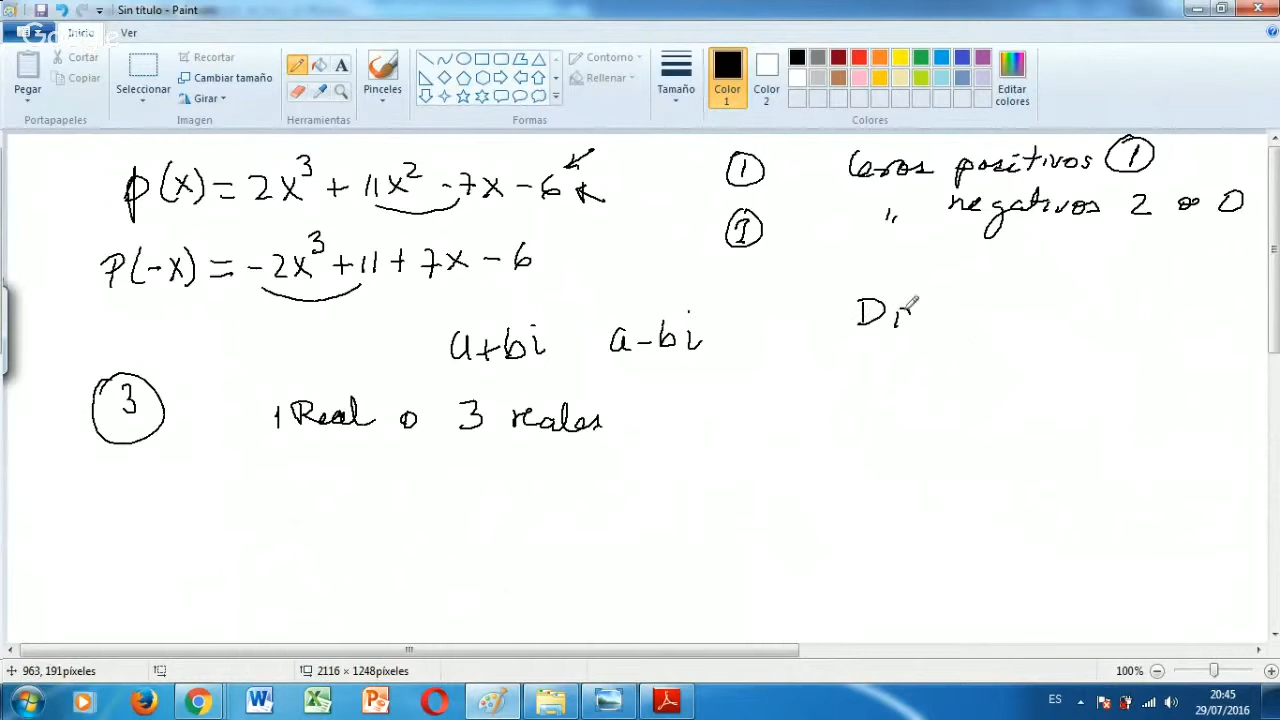 Sin título - Paint
Google
Inicio Ver
Pegar
Cortar
Copiar
Portapapeles
Seleccionar
Recortar
Cambiar tamaño
Girar
Imagen
Herramientas
Pinceles
Contorno
Rellenar
Formas
Tamaño
Color 1
Color 2
Editar colores
Colores
P(x) = 2x³ + 11x² - 7x - 6
P(-x) = -2x³ + 11 + 7x - 6
a+bi a-bi
3 1 Real o 3 reales
1 Ceros positivos 1
2 " negativos 2 o 0
Di
963, 191píxeles
2116 × 1248píxeles
100%
ES
20:45
29/07/2016